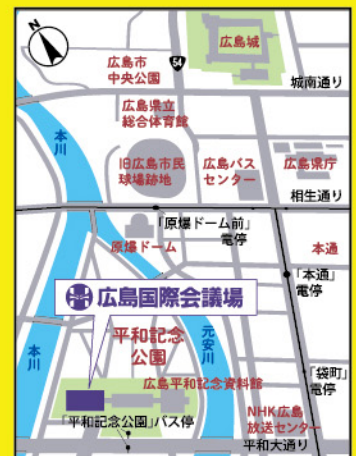 N
広島城
広島市
中央公園
54
城南通り
広島県立
総合体育館
本川
旧広島市民
球場跡地
広島バス
センター
広島県庁
相生通り
「原爆ドーム前」
電停
原爆ドーム
本通
「本通」
電停
広島国際会議場
平和記念
公園
元安川
本川
「袋町」
電停
広島平和記念資料館
「平和記念公園」バス停
NHK広島
放送センター
平和大通り